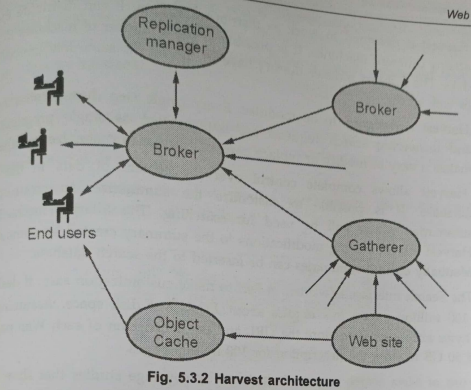 Web
Replication
manager
Broker
Broker
End users
Gatherer
Object
Cache
Web site
Fig. 5.3.2 Harvest architecture